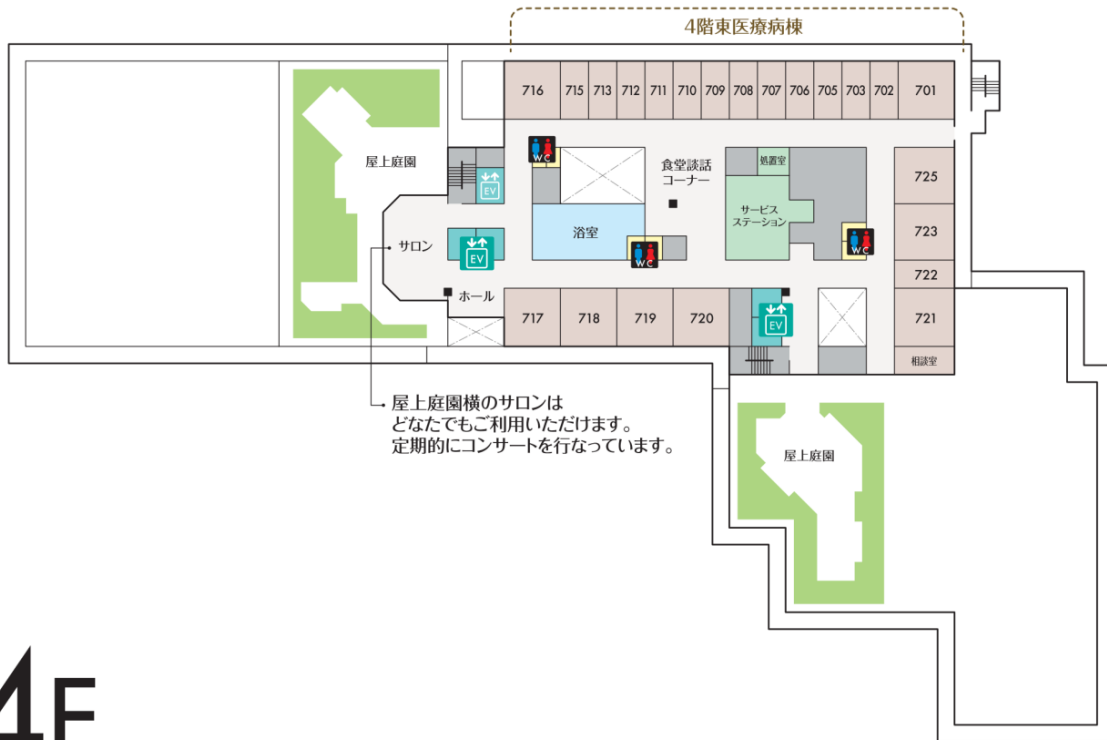 4階東医療病棟
716
715
713
712
711
710
709
708
707
706
705
703
702
701
屋上庭園
WC
EV
食堂談話
コーナー
処置室
725
サービス
ステーション
723
浴室
WC
WC
サロン
EV
722
ホール
717
718
719
720
EV
721
相談室
屋上庭園横のサロンは
どなたでもご利用いただけます。
定期的にコンサートを行なっています。
屋上庭園
4F